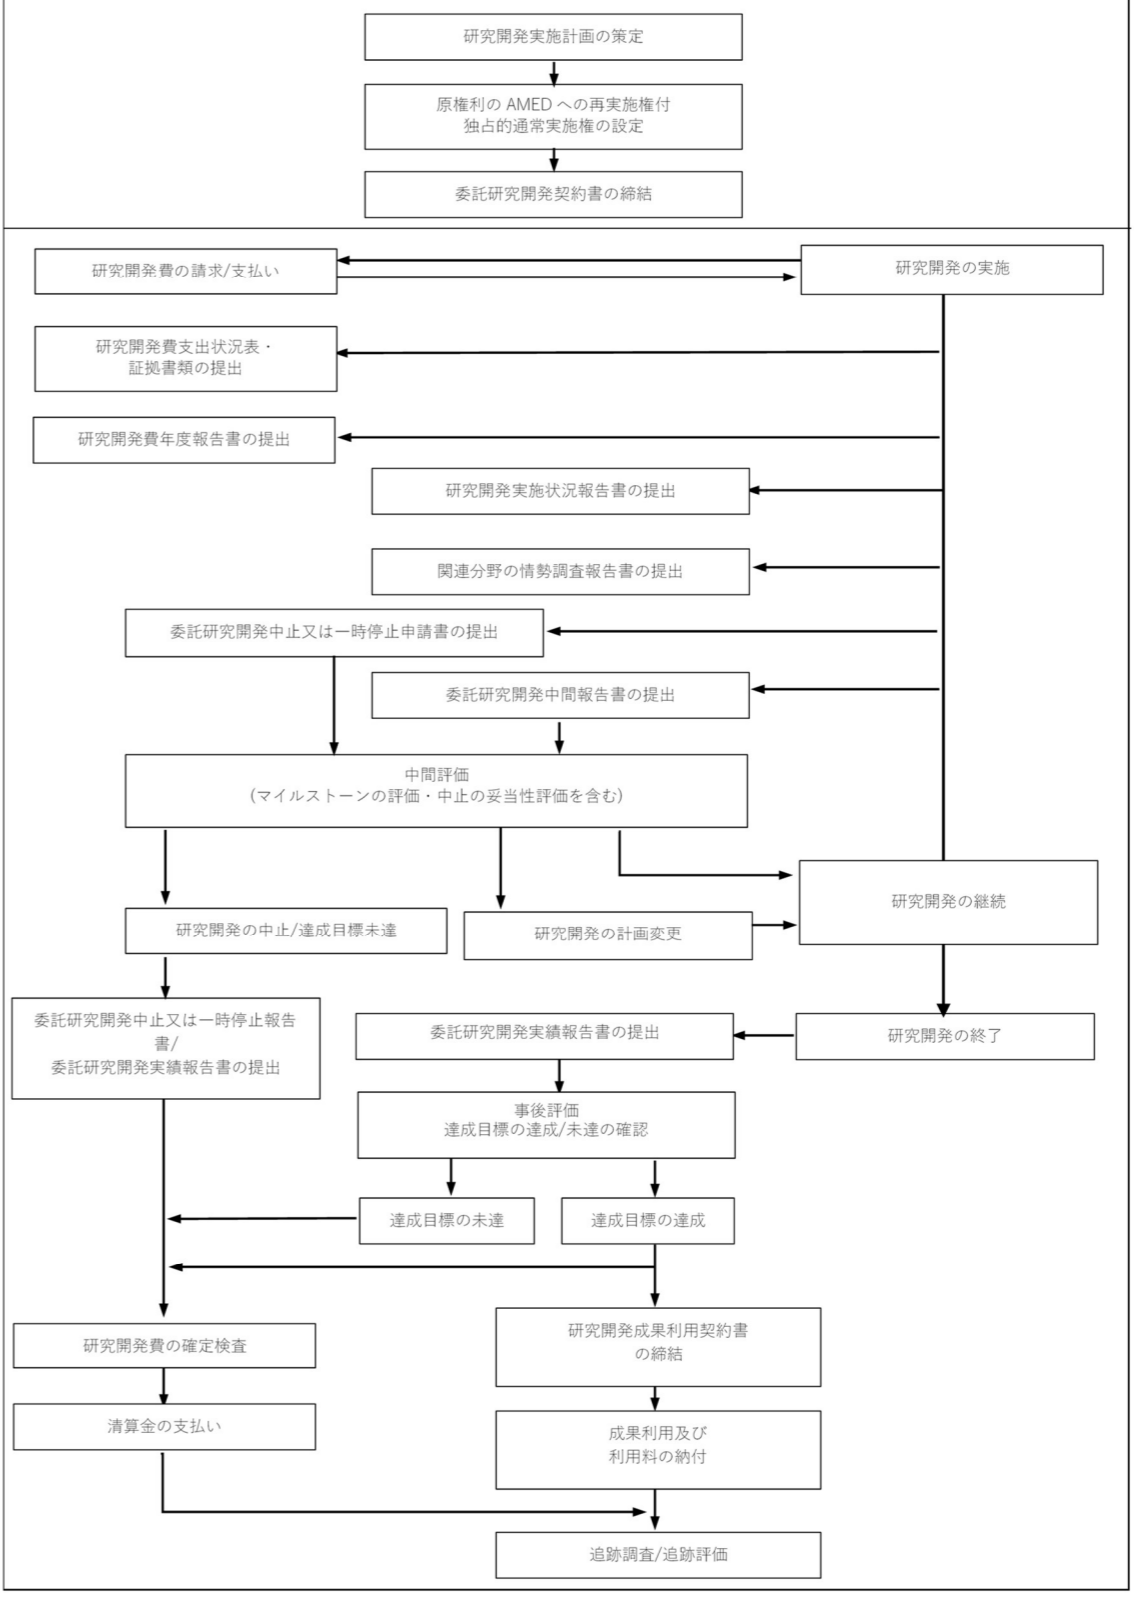 研究開発実施計画の策定
原権利の AMED への再実施権付
独占的通常実施権の設定
委託研究開発契約書の締結
研究開発費の請求/支払い
研究開発の実施
研究開発費支出状況表・
証拠書類の提出
研究開発費年度報告書の提出
研究開発実施状況報告書の提出
関連分野の情勢調査報告書の提出
委託研究開発中止又は一時停止申請書の提出
委託研究開発中間報告書の提出
中間評価
(マイルストーンの評価・中止の妥当性評価を含む)
研究開発の継続
研究開発の中止/達成目標未達
研究開発の計画変更
委託研究開発中止又は一時停止報告
書/
委託研究開発実績報告書の提出
委託研究開発実績報告書の提出
研究開発の終了
事後評価
達成目標の達成/未達の確認
達成目標の未達
達成目標の達成
研究開発費の確定検査
研究開発成果利用契約書
の締結
清算金の支払い
成果利用及び
利用料の納付
追跡調査/追跡評価